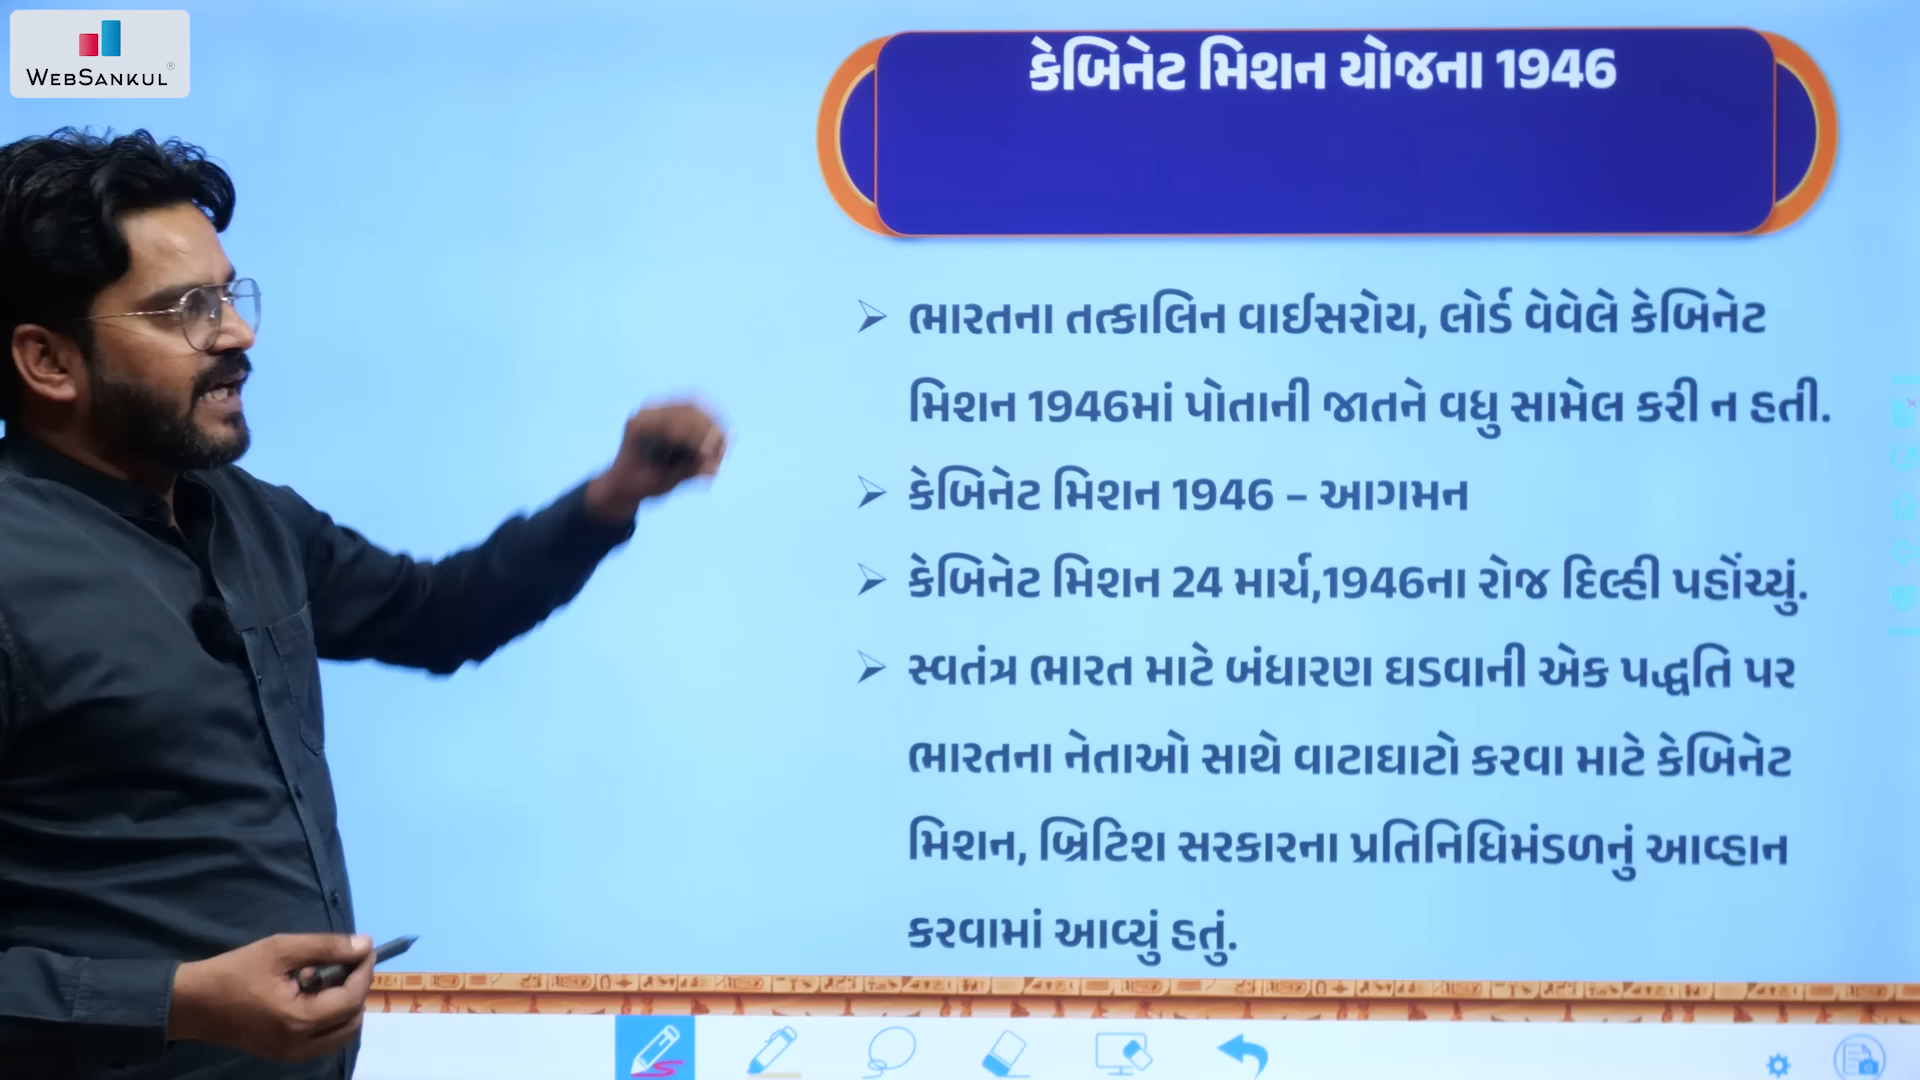 WEBSANKUL®
કેબિનેટ મિશન યોજના 1946
➢ ભારતના તત્કાલિન વાઈસરોય, લોર્ડ વેવેલે કેબિનેટ
મિશન 1946માં પોતાની જાતને વધુ સામેલ કરી ન હતી.
➢ કેબિનેટ મિશન 1946 – આગમન
➢ કેબિનેટ મિશન 24 માર્ચ,1946ના રોજ દિલ્હી પહોંચ્યું.
➢ સ્વતંત્ર ભારત માટે બંધારણ ઘડવાની એક પદ્ધતિ પર
ભારતના નેતાઓ સાથે વાટાઘાટો કરવા માટે કેબિનેટ
મિશન, બ્રિટિશ સરકારના પ્રતિનિધિમંડળનું આવ્હાન
કરવામાં આવ્યું હતું.